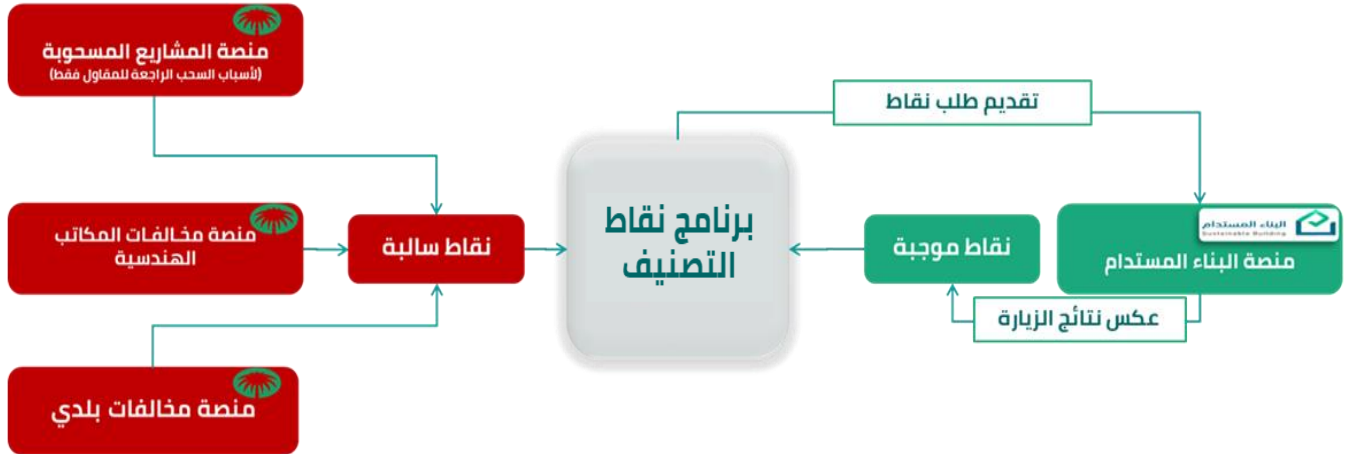 منصة المشاريع المسحوبة
(لأسباب السحب الراجعة للمقاول فقط)
تقديم طلب نقاط
برنامج نقاط
التصنيف
البناء المستدام
Sustainable Building
منصة البناء المستدام
نقاط موجبة
عكس نتائج الزيارة
نقاط سالبة
منصة مخـالفـات المكاتب
الهندسية
منصة مخالفات بلدي